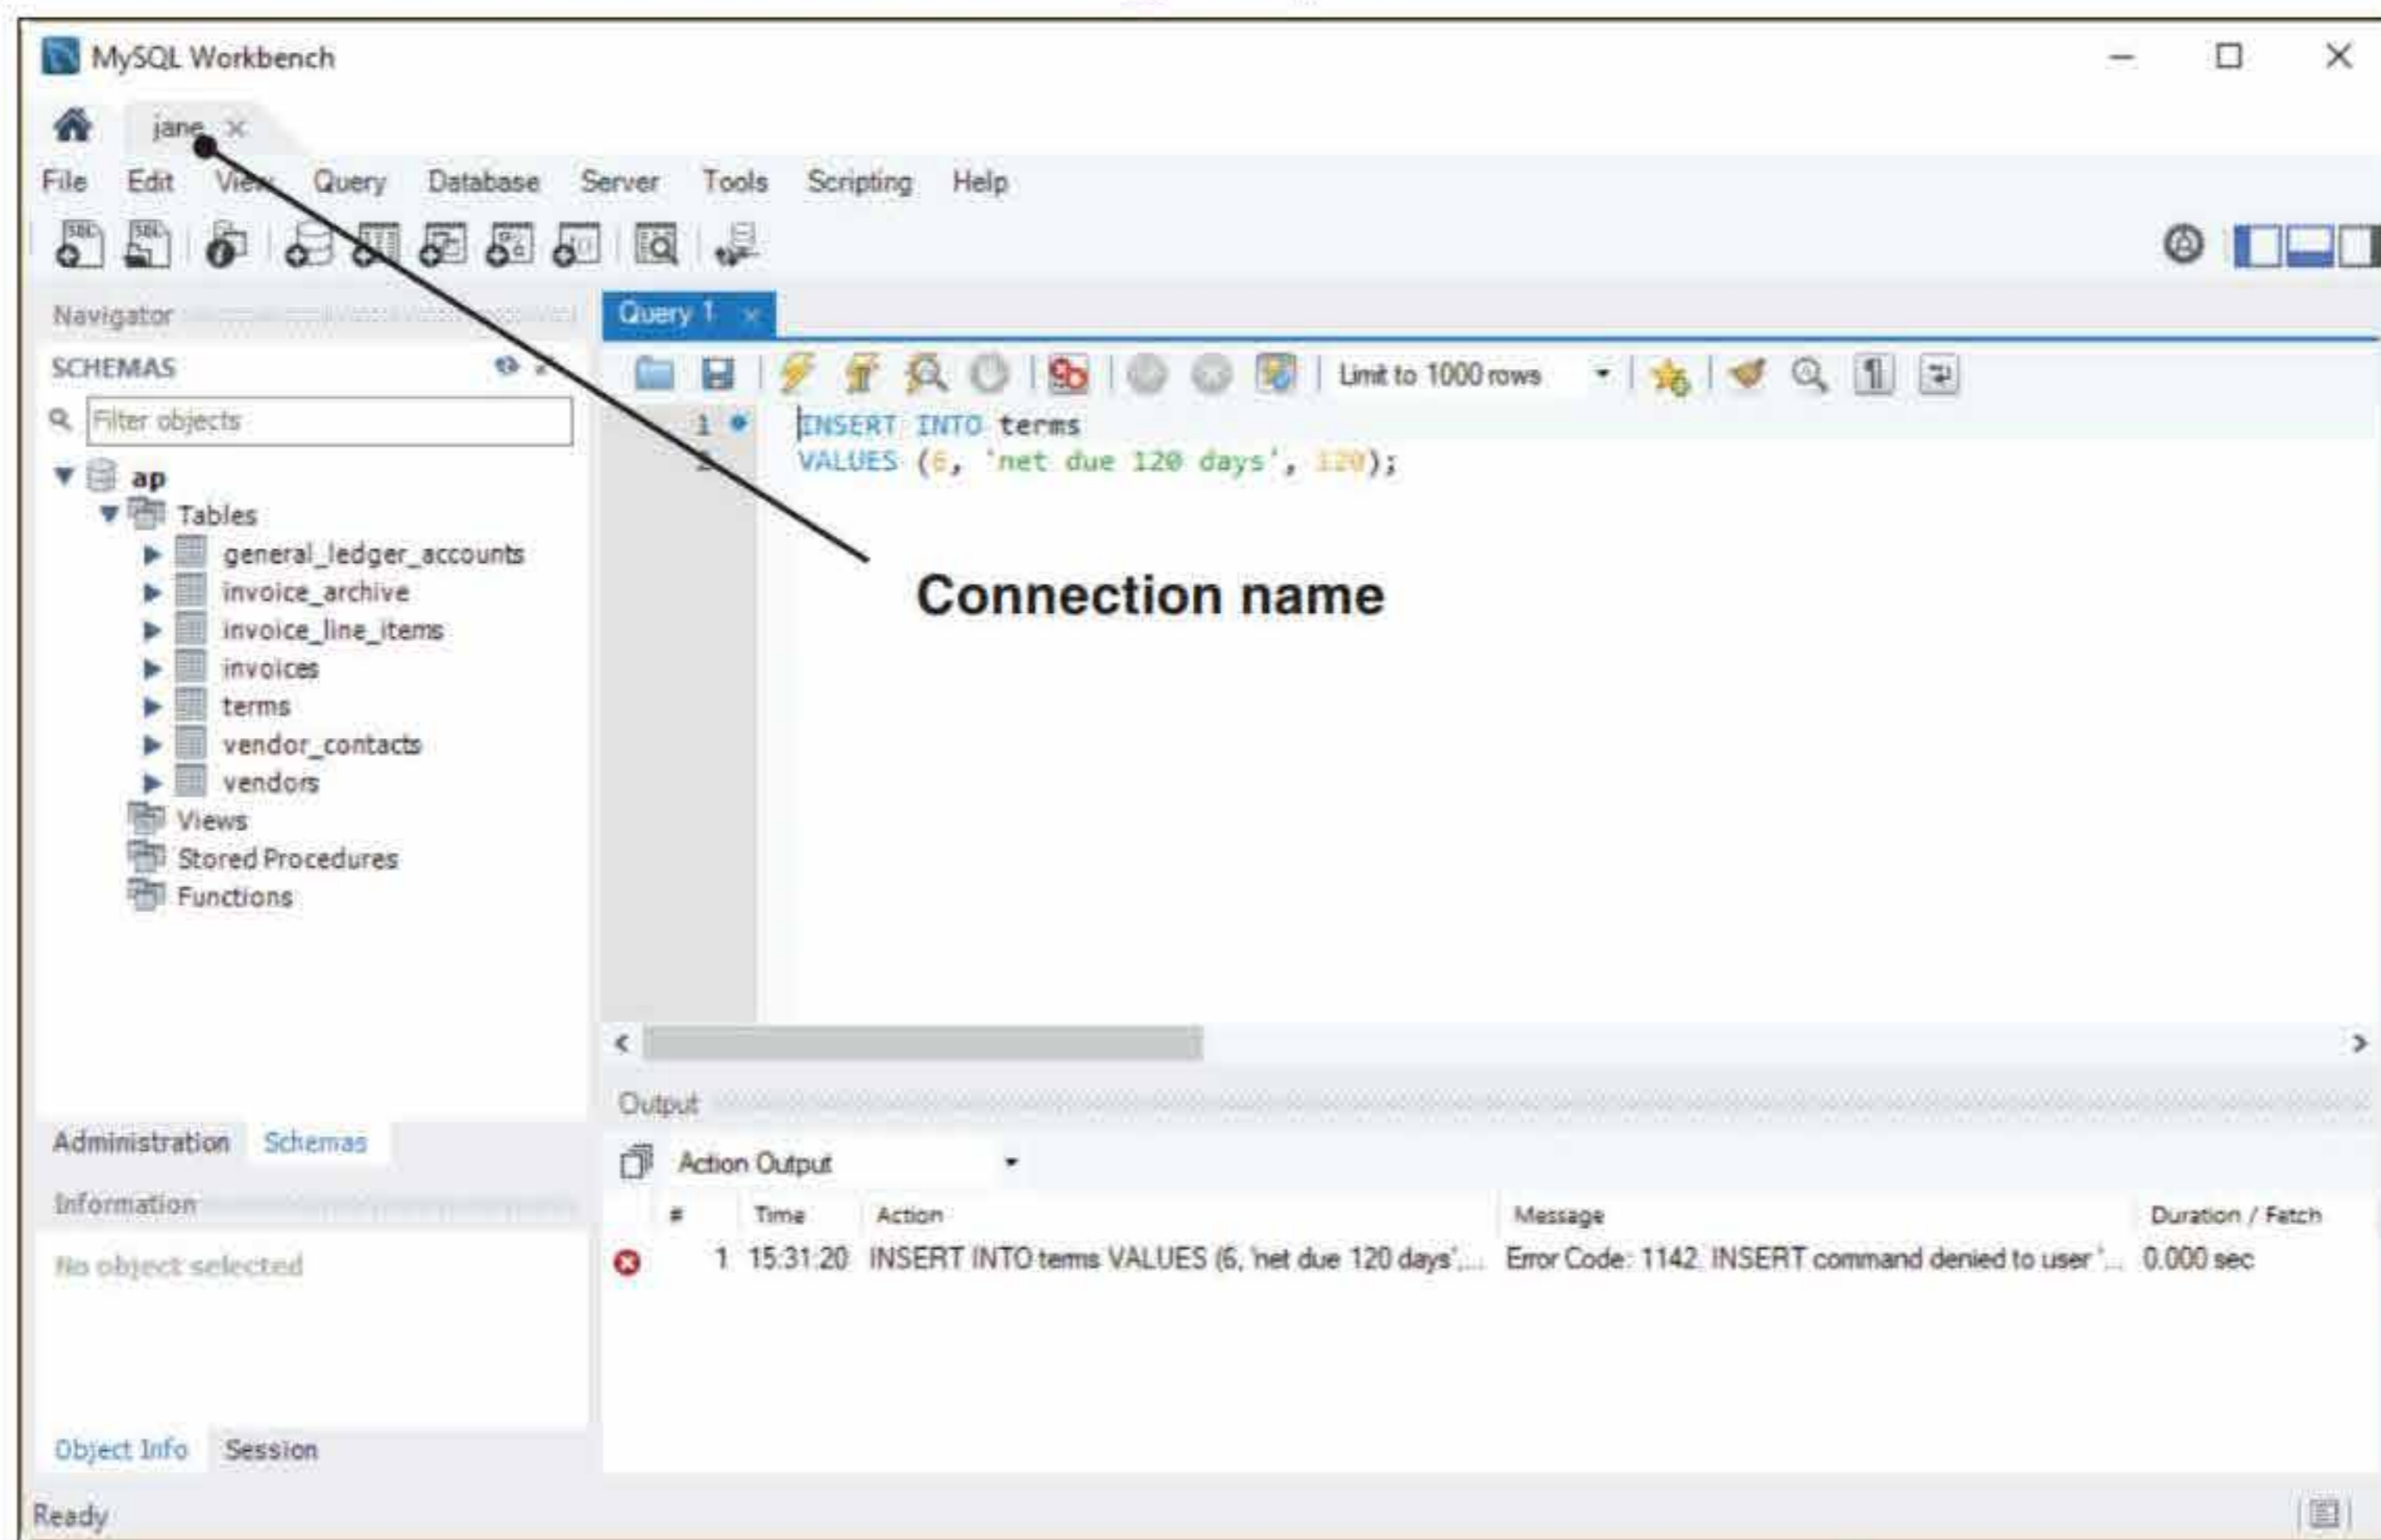 MySQL Workbench
jane
File Edit View Query Database Server Tools Scripting Help
Navigator
SCHEMAS
Filter objects
ap
Tables
general_ledger_accounts
invoice_archive
invoice_line_items
invoices
terms
vendor_contacts
vendors
Views
Stored Procedures
Functions
Administration Schemas
Information
No object selected
Object Info Session
Query 1
Limit to 1000 rows
1 INSERT INTO terms
2 VALUES (6, 'net due 120 days', 120);
Connection name
Output
Action Output
# Time Action Message Duration / Fetch
1 15:31:20 INSERT INTO terms VALUES (6, 'net due 120 days',... Error Code: 1142. INSERT command denied to user '... 0.000 sec
Ready